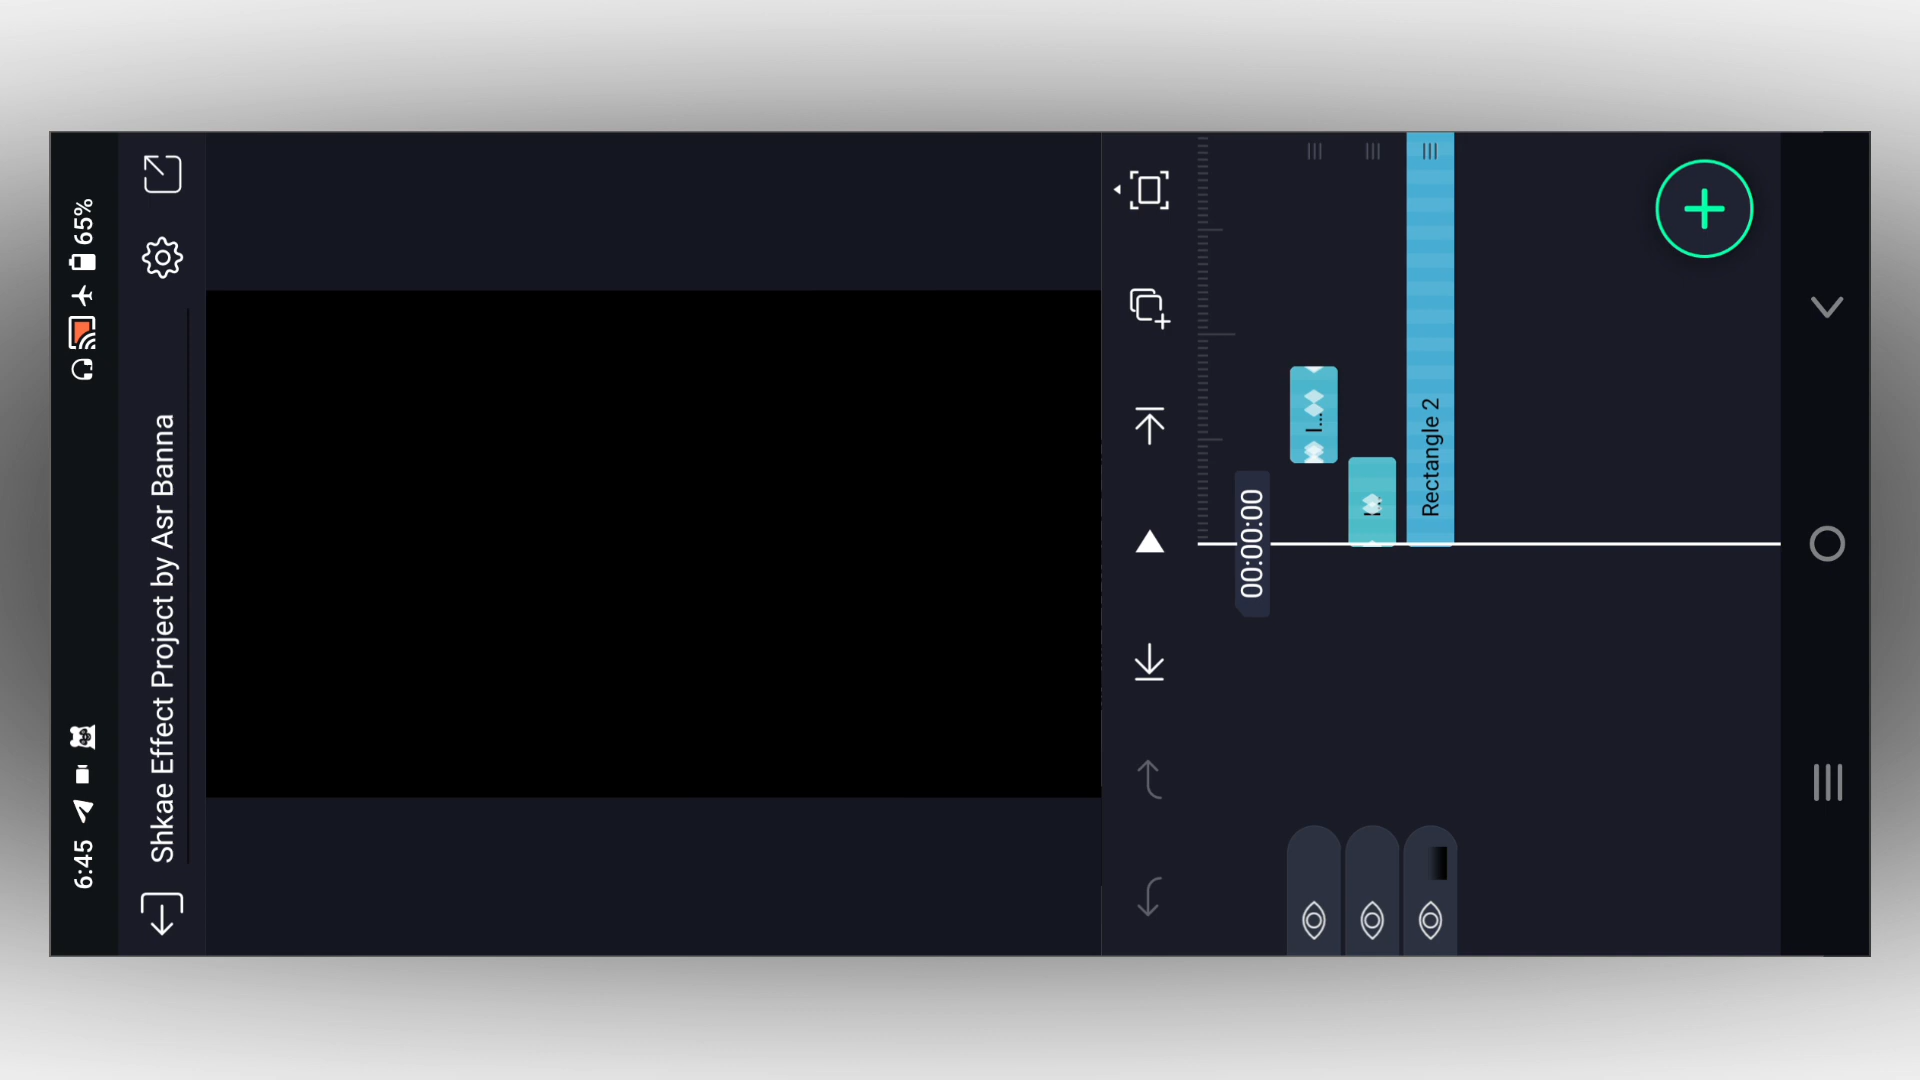 6:45 65%
Shkae Effect Project by Asr Banna
00:00:00
I...
Rectangle 2